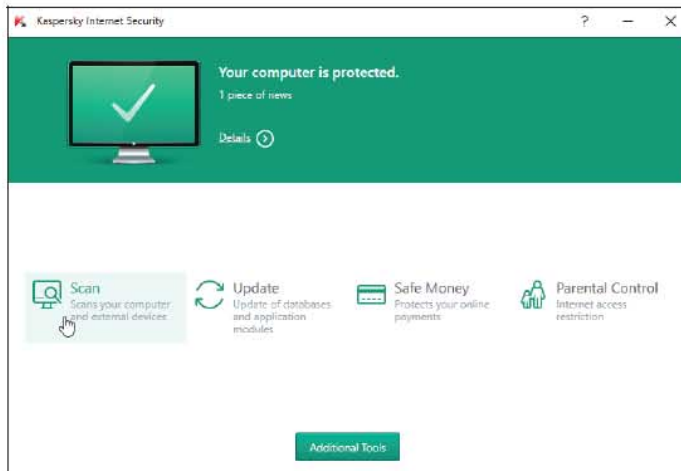 Kaspersky Internet Security
Your computer is protected.
1 piece of news
Details
Scan
Scans your computer
and external devices
Update
Update of databases
and application
modules
Safe Money
Protects your online
payments
Parental Control
Internet access
restriction
Additional Tools